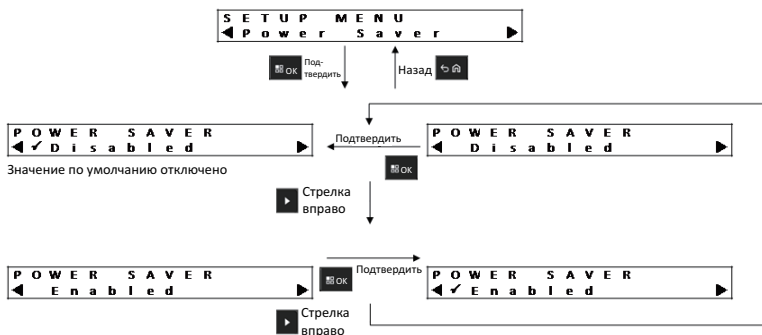 SETUP MENU
◀Power Saver▶
OK
Под-
твердить
Назад
POWER SAVER
◀✓Disabled▶
Значение по умолчанию отключено
Подтвердить
OK
POWER SAVER
◀ Disabled▶
Стрелка
вправо
POWER SAVER
◀ Enabled▶
OK
Подтвердить
POWER SAVER
◀✓Enabled▶
Стрелка
вправо